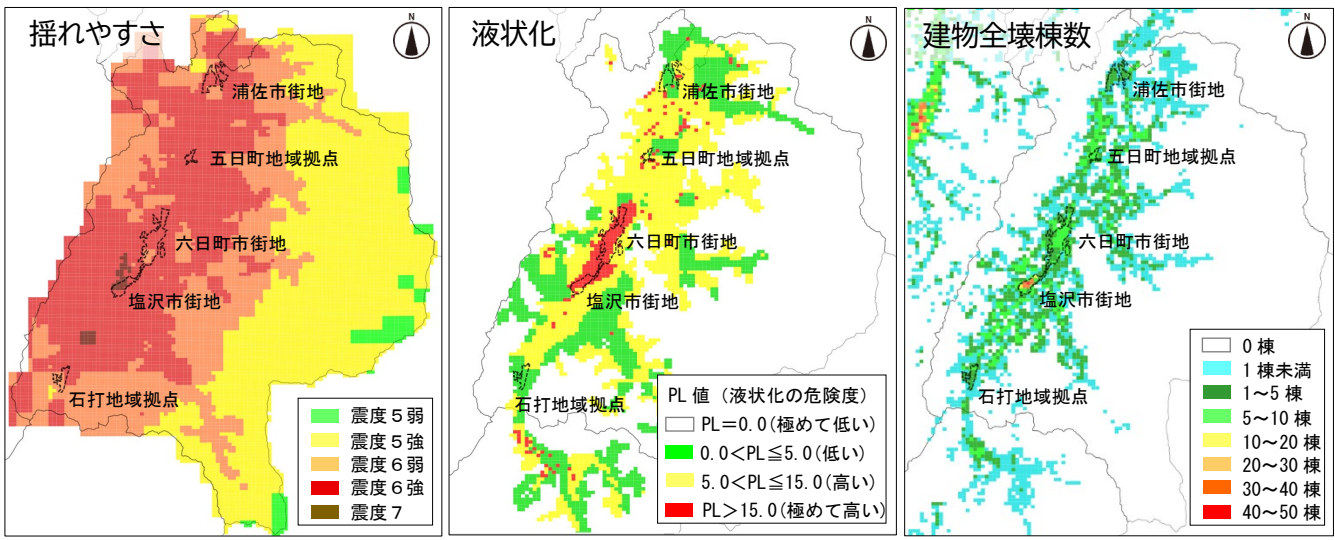 揺れやすさ
N
浦佐市街地
五日町地域拠点
六日町市街地
塩沢市街地
石打地域拠点
震度５弱
震度５強
震度６弱
震度６強
震度７
液状化
N
浦佐市街地
五日町地域拠点
六日町市街地
塩沢市街地
石打地域拠点
PL値（液状化の危険度）
PL＝0.0(極めて低い)
0.0<PL≦5.0(低い)
5.0<PL≦15.0(高い)
PL>15.0(極めて高い)
建物全壊棟数
N
浦佐市街地
五日町地域拠点
六日町市街地
塩沢市街地
石打地域拠点
0 棟
1 棟未満
1～5 棟
5～10 棟
10～20 棟
20～30 棟
30～40 棟
40～50 棟